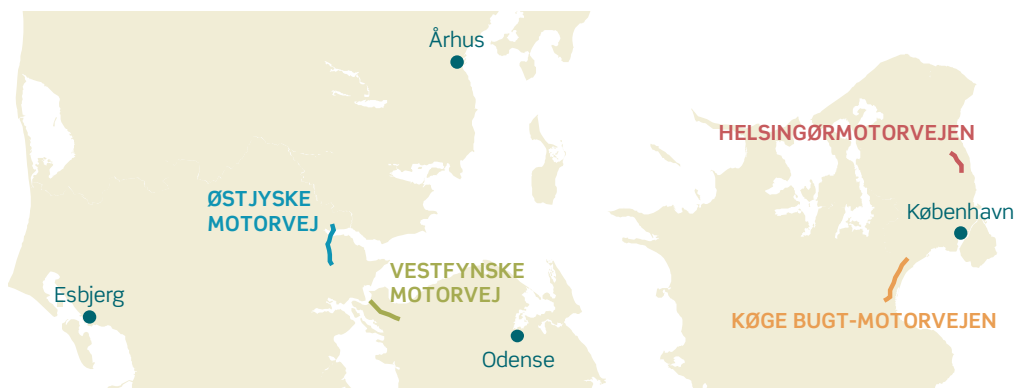 Århus
HELSINGØRMOTORVEJEN
ØSTJYSKE
MOTORVEJ
København
VESTFYNSKE
MOTORVEJ
Esbjerg
KØGE BUGT-MOTORVEJEN
Odense